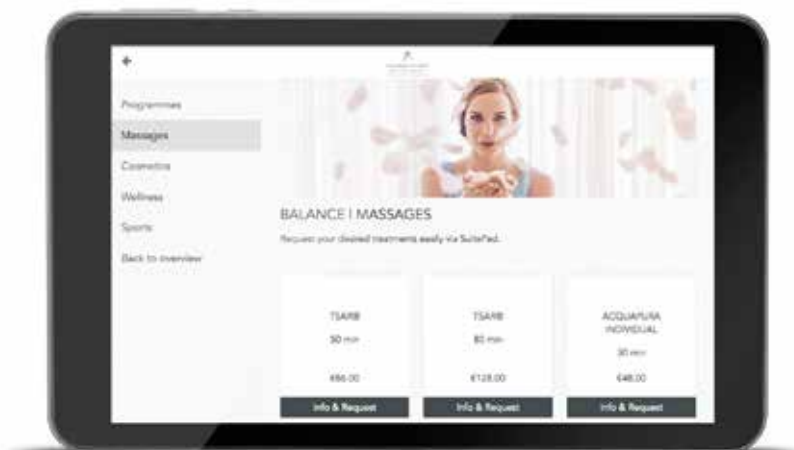 Programmes
Massages
Cosmetics
Wellness
Sports
Back to overview
BALANCE | MASSAGES
Request your desired treatments easily via SuitePad.
TSARB
50 min
€86.00
Info & Request
TSARB
80 min
€128.00
Info & Request
ACQUAPURA
INDIVIDUAL
30 min
€48.00
Info & Request